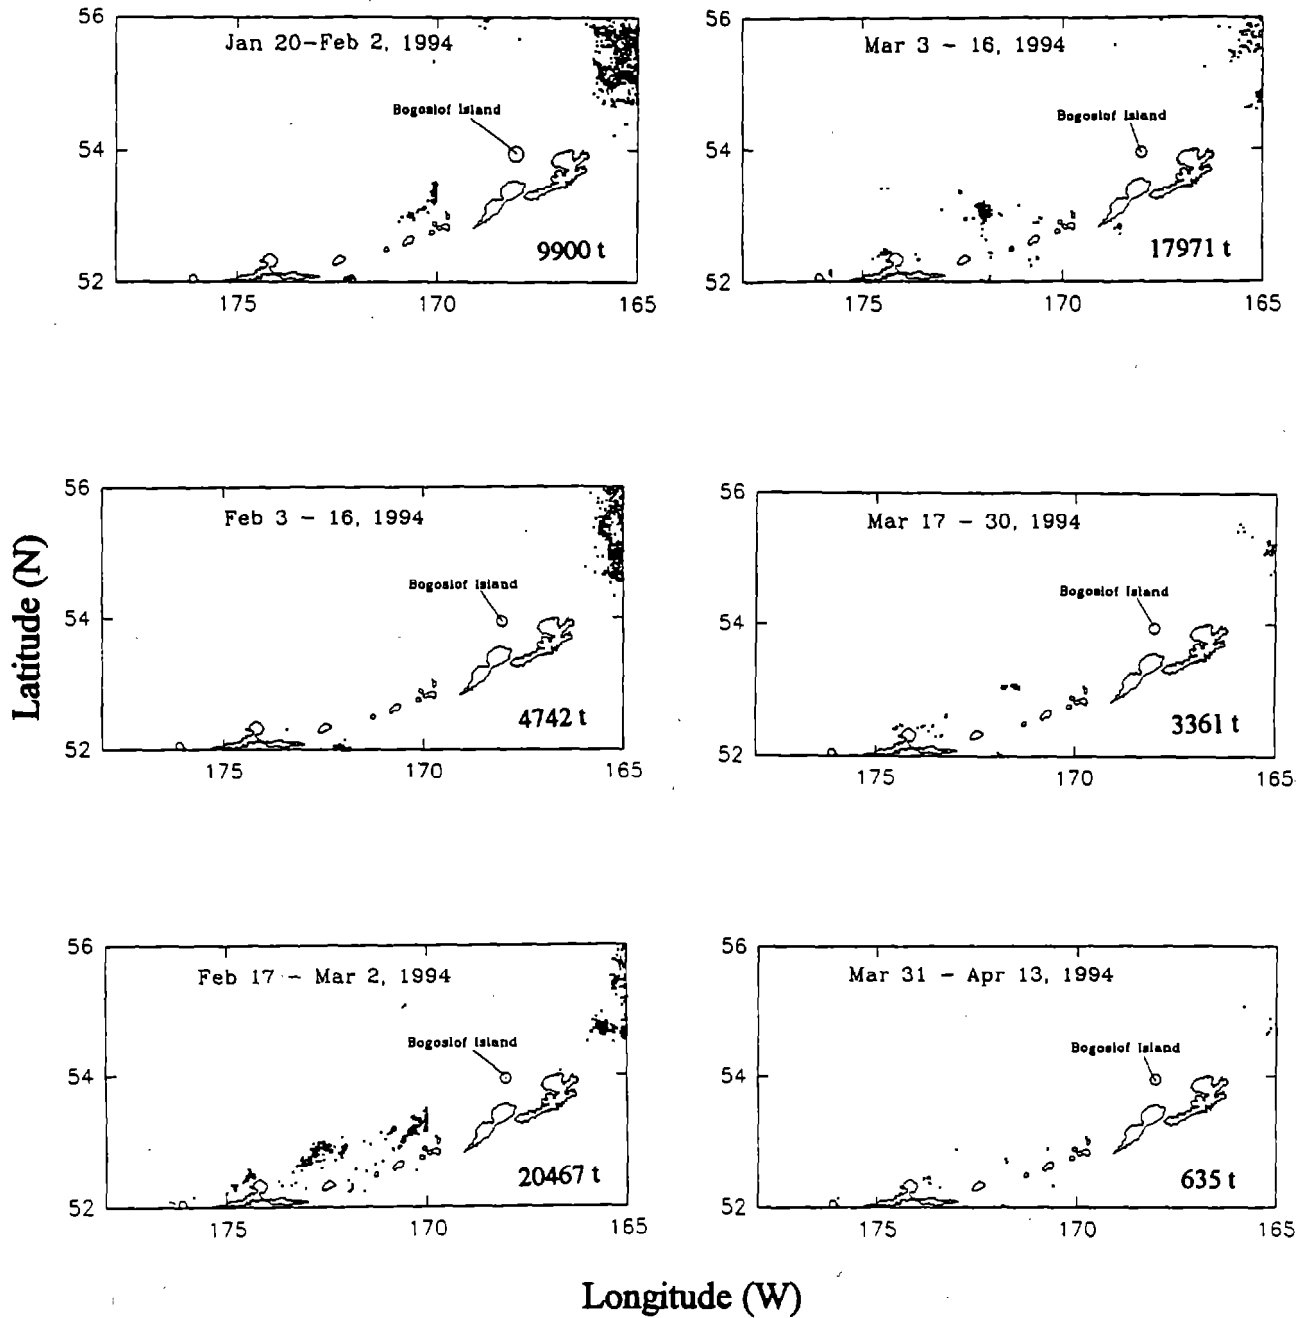 56
Jan 20-Feb 2, 1994
Bogoslof Island
54
9900 t
52
175
170
165
56
Mar 3 - 16, 1994
Bogoslof Island
54
17971 t
52
175
170
165
Latitude (N)
56
Feb 3 - 16, 1994
Bogoslof Island
54
4742 t
52
175
170
165
56
Mar 17 - 30, 1994
Bogoslof Island
54
3361 t
52
175
170
165
56
Feb 17 - Mar 2, 1994
Bogoslof Island
54
20467 t
52
175
170
165
56
Mar 31 - Apr 13, 1994
Bogoslof Island
54
635 t
52
175
170
165
Longitude (W)